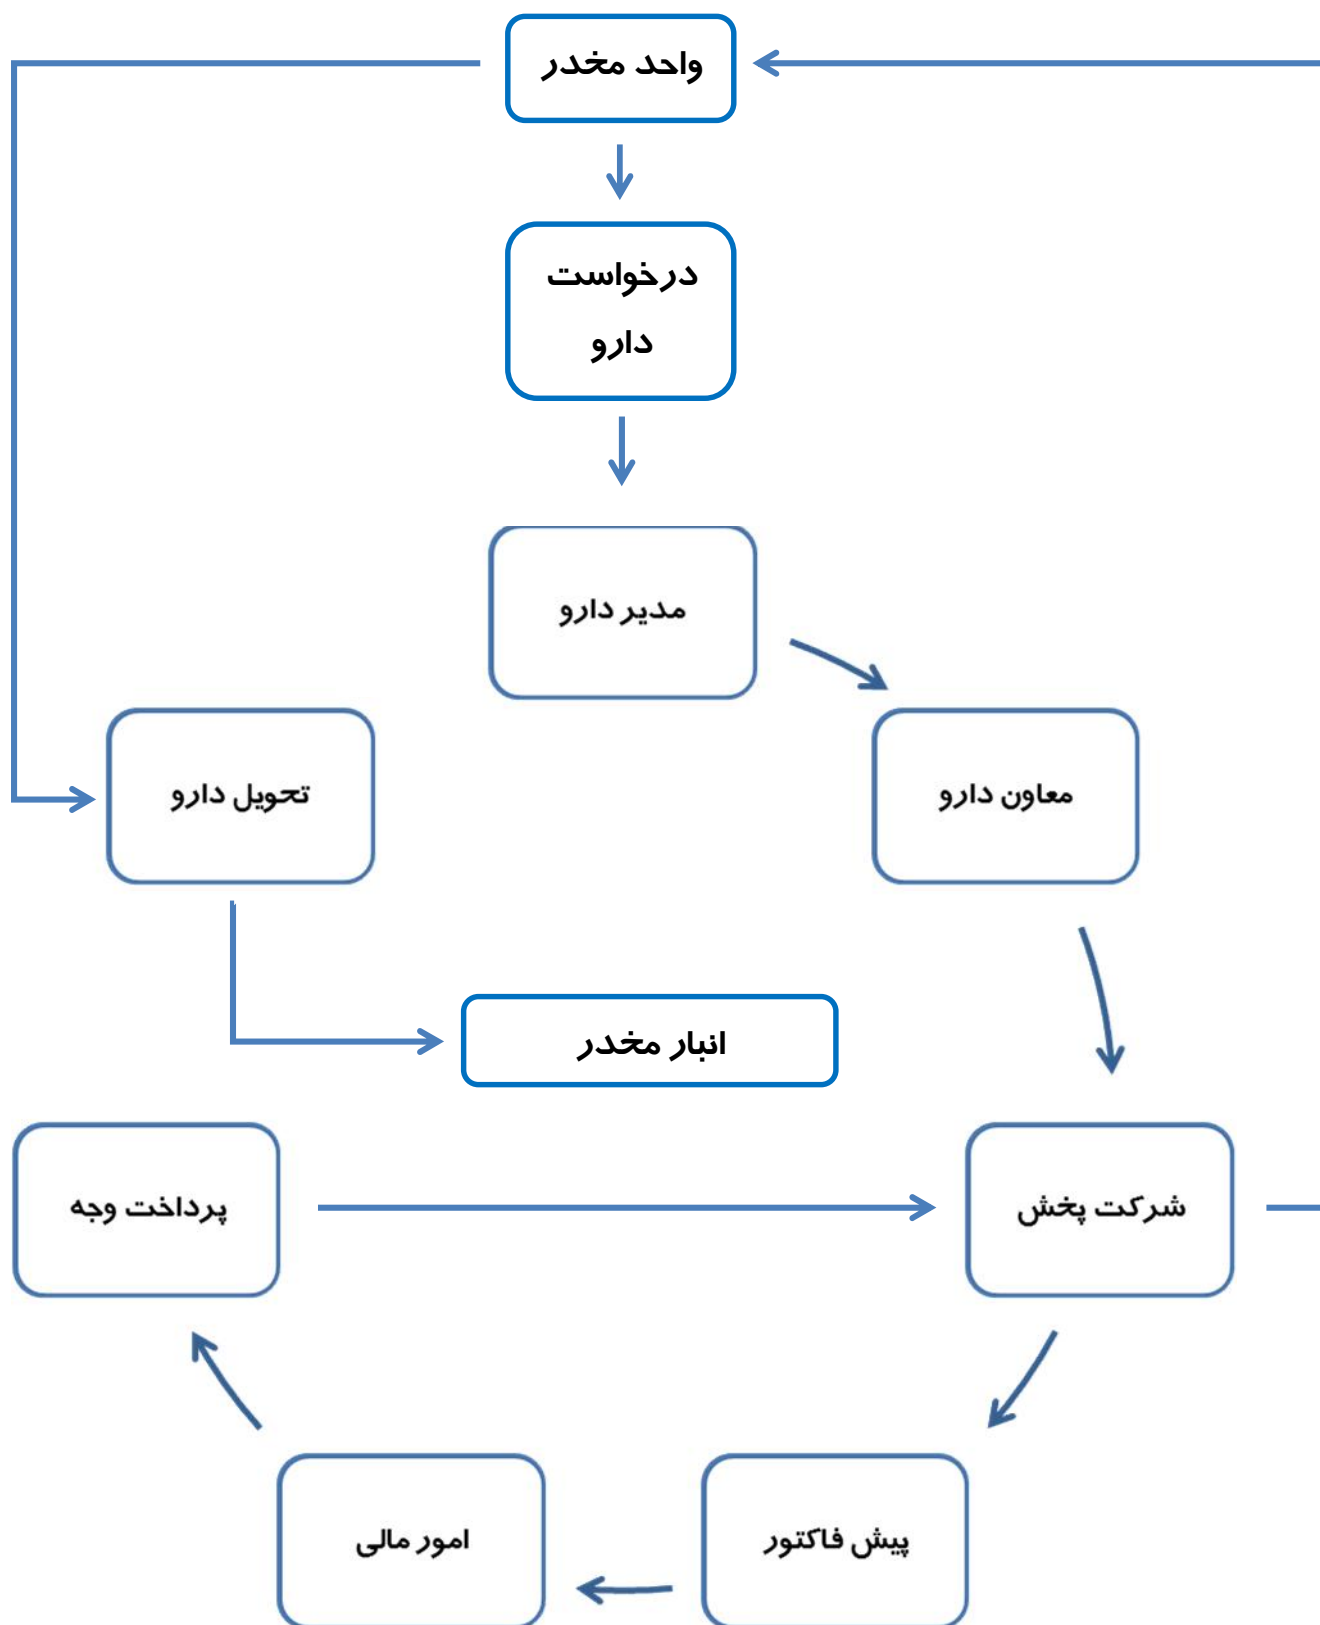 واحد مخدر
درخواست
دارو
مدیر دارو
معاون دارو
تحویل دارو
انبار مخدر
شرکت پخش
پرداخت وجه
پیش فاکتور
امور مالی